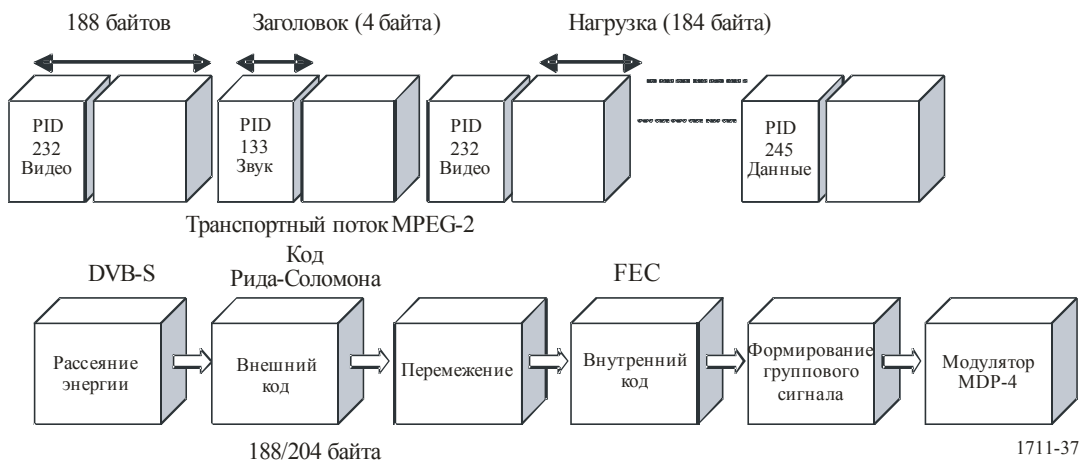 188 байтов
Заголовок (4 байта)
Нагрузка (184 байта)
PID
232
Видео
PID
133
Звук
PID
232
Видео
PID
245
Данные
Транспортный поток MPEG-2
DVB-S
Код
Рида-Соломона
FEC
Рассеяние
энергии
Внешний
код
Перемежение
Внутренний
код
Формирование
группового
сигнала
Модулятор
MDP-4
188/204 байта
1711-37